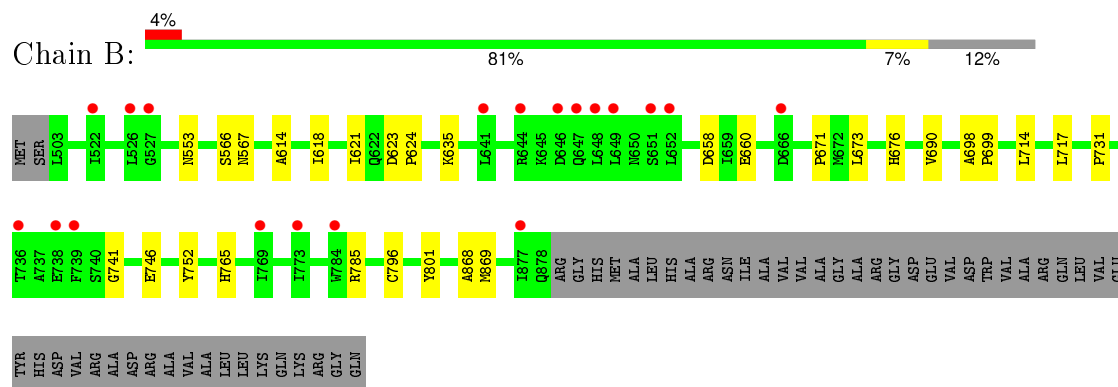 4%
Chain B:
81% 7% 12%
MET SER L503 I522 L526 G527 N553 S566 N567 A614 I618 I621 Q622 D623 P624 K635 L641 R644 K645 D646 Q647 L648 L649 N650 S651 L652 D658 I659 E660 D666 P671 M672 L673 H676 V690 A698 P699 L714 L717 P731
T736 A737 E738 F739 S740 G741 E746 Y752 H765 I769 I773 W784 R785 C796 Y801 A868 M869 I877 Q878 ARG GLY HIS MET ALA LEU HIS ALA ARG ASN ILE ALA VAL VAL ALA GLY ALA ARG GLY ASP GLU VAL ASP TRP VAL ALA ARG GLN LEU VAL GLU
TYR HIS ASP VAL ARG ALA ASP ARG ALA VAL ALA LEU LEU LYS GLN LYS ARG GLY GLN